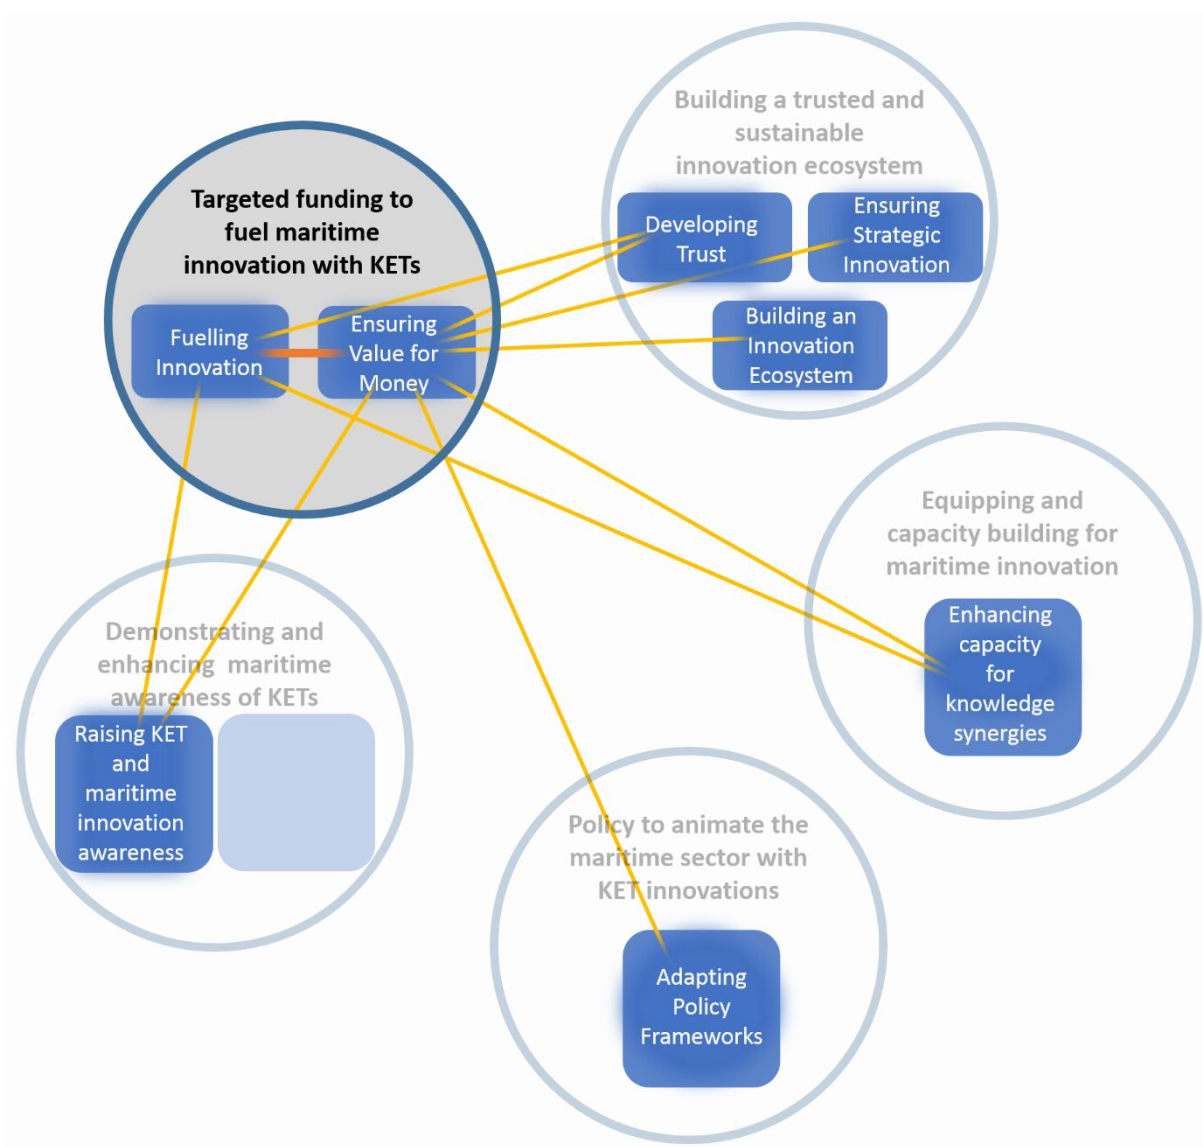 Building a trusted and
sustainable
innovation ecosystem
Developing
Trust
Ensuring
Strategic
Innovation
Building an
Innovation
Ecosystem
Targeted funding to
fuel maritime
innovation with KETs
Fuelling
Innovation
Ensuring
Value for
Money
Equipping and
capacity building for
maritime innovation
Enhancing
capacity
for
knowledge
synergies
Demonstrating and
enhancing maritime
awareness of KETs
Raising KET
and
maritime
innovation
awareness
Policy to animate the
maritime sector with
KET innovations
Adapting
Policy
Frameworks